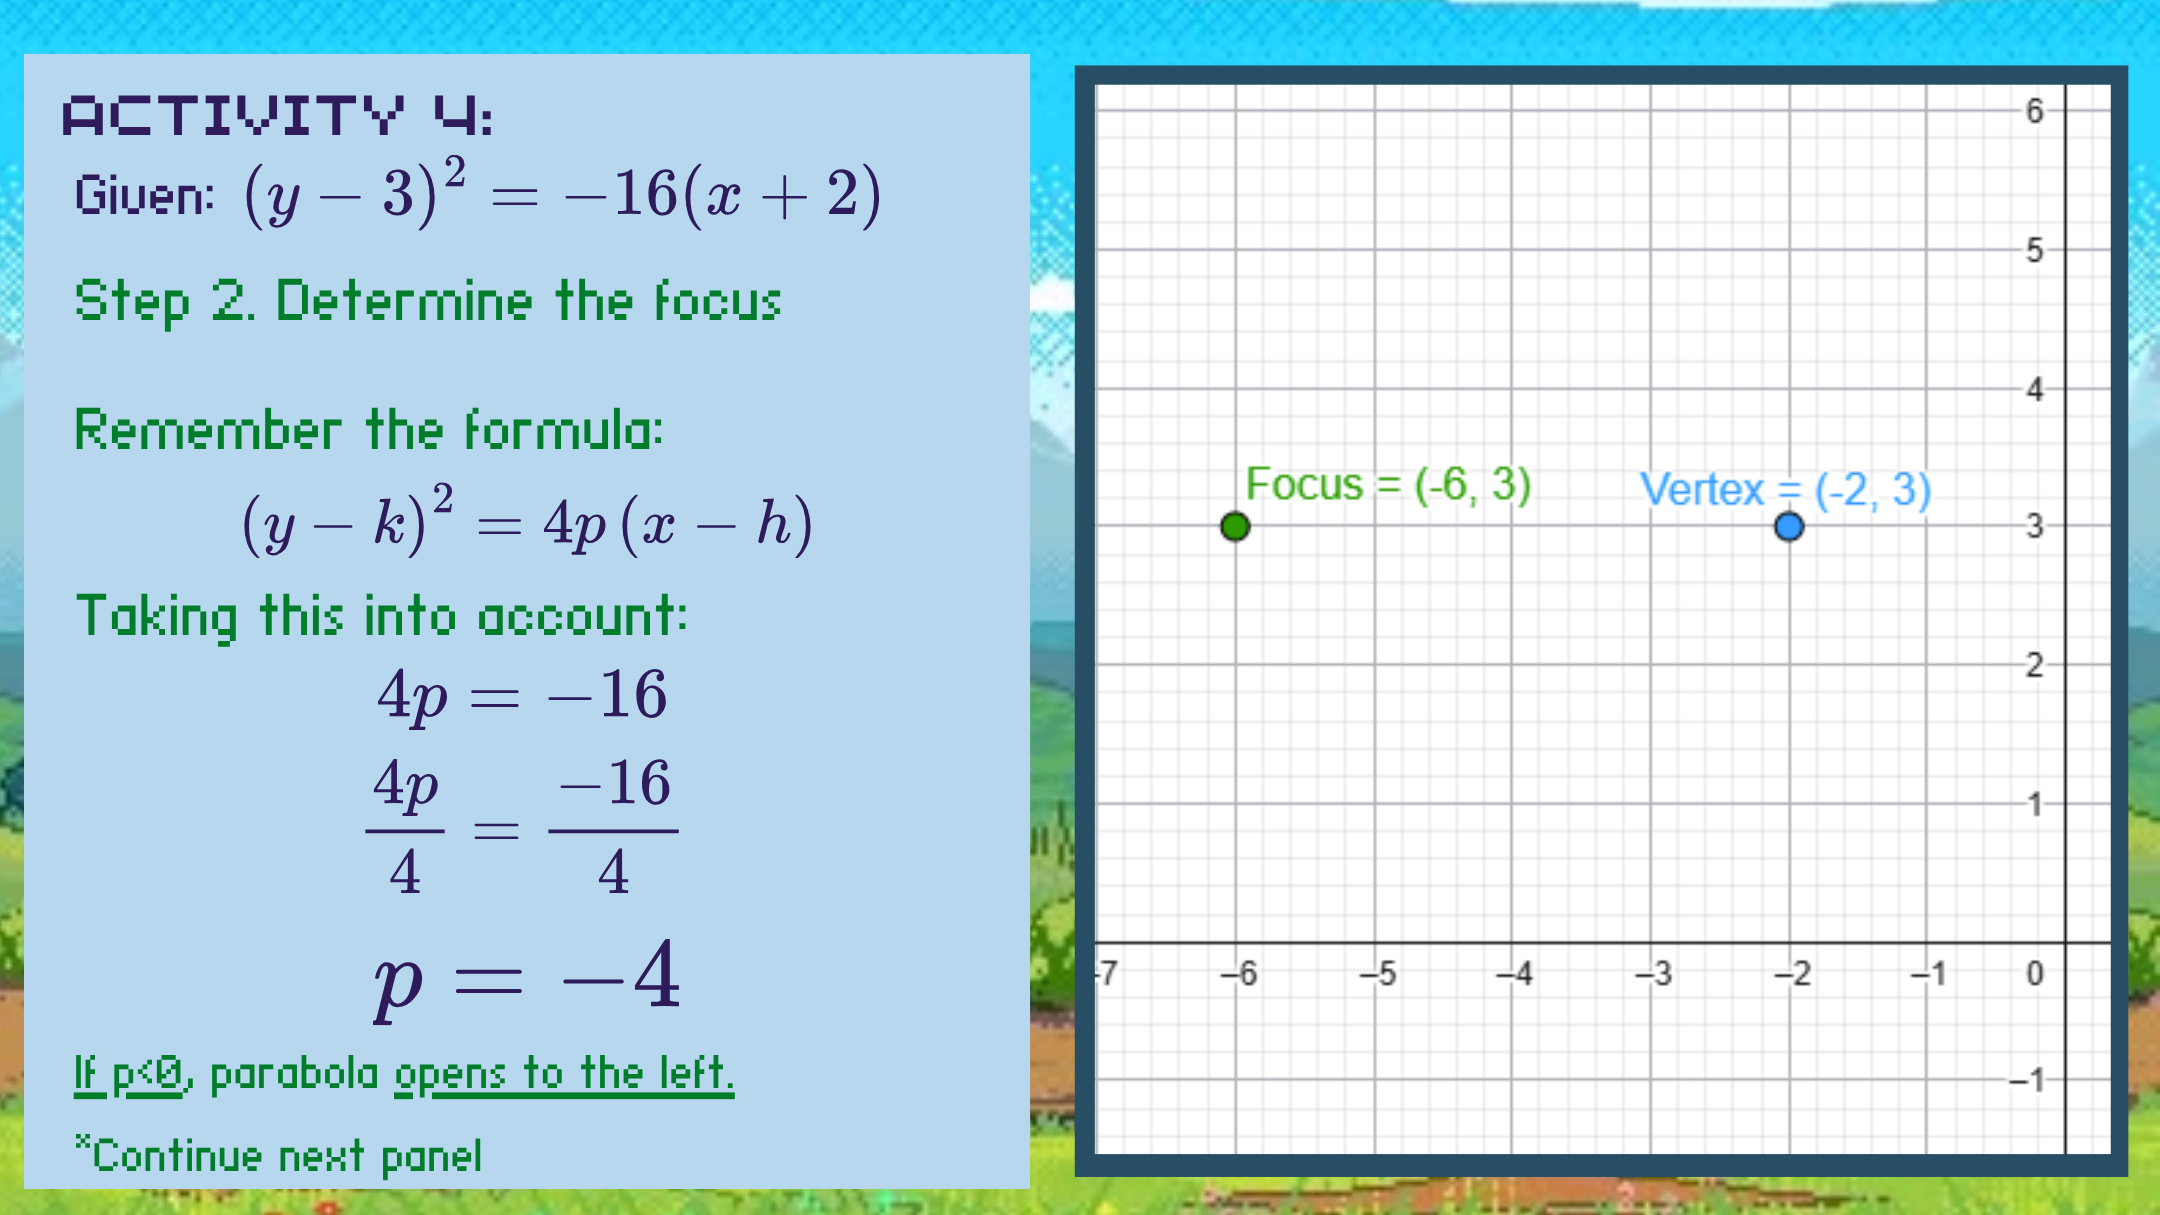 ACTIVITY 4:
Given: (y − 3)² = −16(x + 2)
Step 2. Determine the focus
Remember the formula:
(y − k)² = 4p (x − h)
Taking this into account:
4p = −16
4p/4 = −16/4
p = −4
If p<0, parabola opens to the left.
*Continue next panel
6
5
4
Focus = (-6, 3)
Vertex = (-2, 3)
3
2
1
–7 –6 –5 –4 –3 –2 –1 0
–1